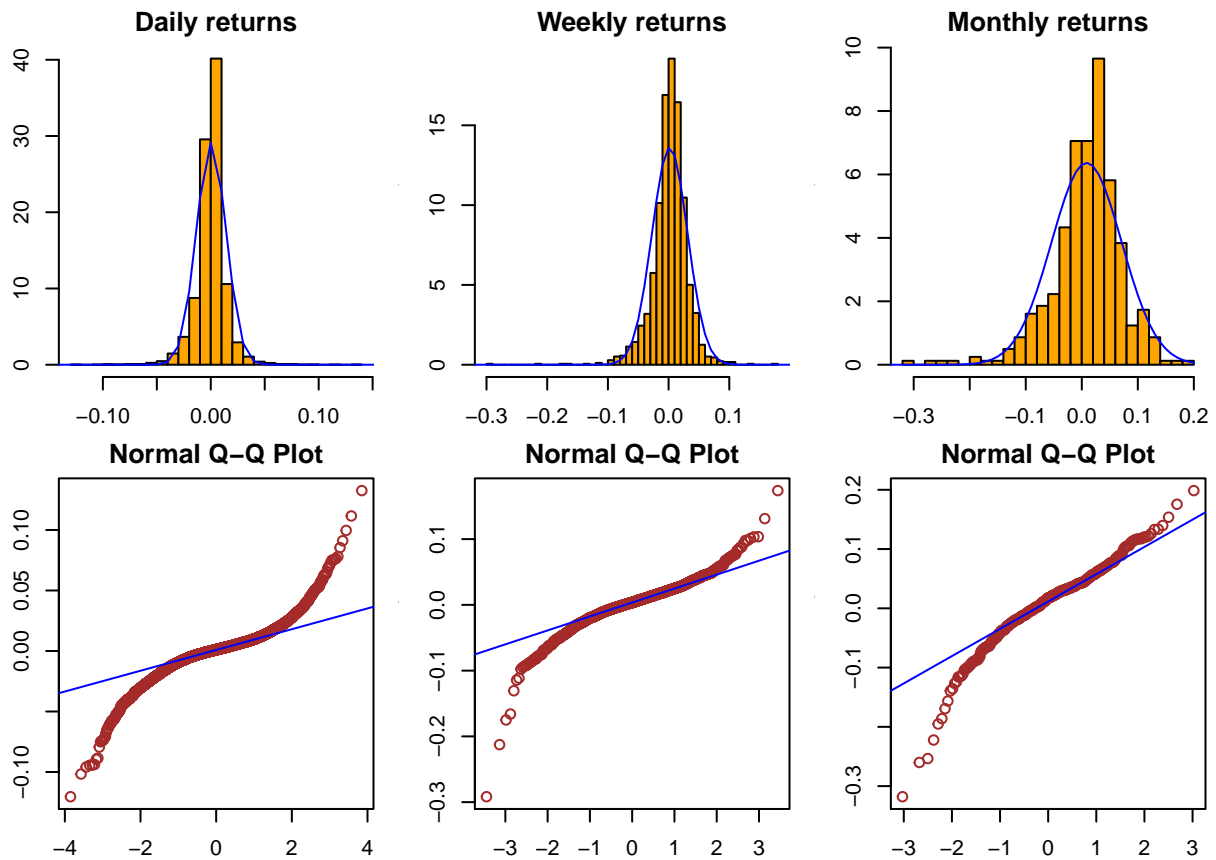 Daily returns
40
30
20
10
0
−0.10 0.00 0.10
Weekly returns
15
10
5
0
−0.3 −0.1 0.0 0.1
Monthly returns
10
8
6
4
2
0
−0.3 −0.1 0.0 0.1 0.2
Normal Q−Q Plot
0.10
0.05
0.00
−0.10
−4 −2 0 2 4
Normal Q−Q Plot
0.1
0.0
−0.1
−0.2
−0.3
−3 −2 −1 0 1 2 3
Normal Q−Q Plot
0.2
0.1
0.0
−0.1
−0.3
−3 −2 −1 0 1 2 3